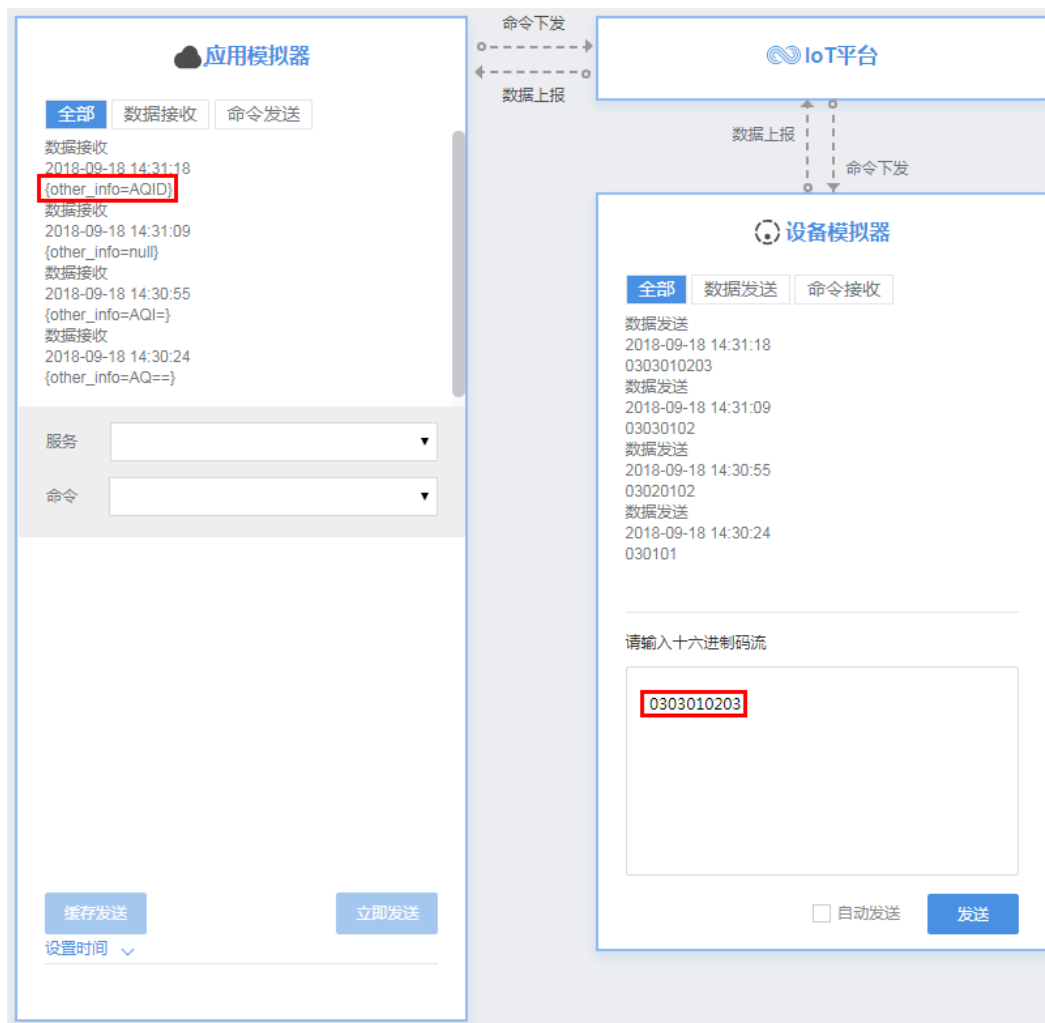 应用模拟器
全部 数据接收 命令发送
数据接收
2018-09-18 14:31:18
{other_info=AQID}
数据接收
2018-09-18 14:31:09
{other_info=null}
数据接收
2018-09-18 14:30:55
{other_info=AQI=}
数据接收
2018-09-18 14:30:24
{other_info=AQ==}
服务
命令
缓存发送 立即发送
设置时间
命令下发
数据上报
IoT平台
数据上报
命令下发
设备模拟器
全部 数据发送 命令接收
数据发送
2018-09-18 14:31:18
0303010203
数据发送
2018-09-18 14:31:09
03030102
数据发送
2018-09-18 14:30:55
03020102
数据发送
2018-09-18 14:30:24
030101
请输入十六进制码流
0303010203
自动发送 发送